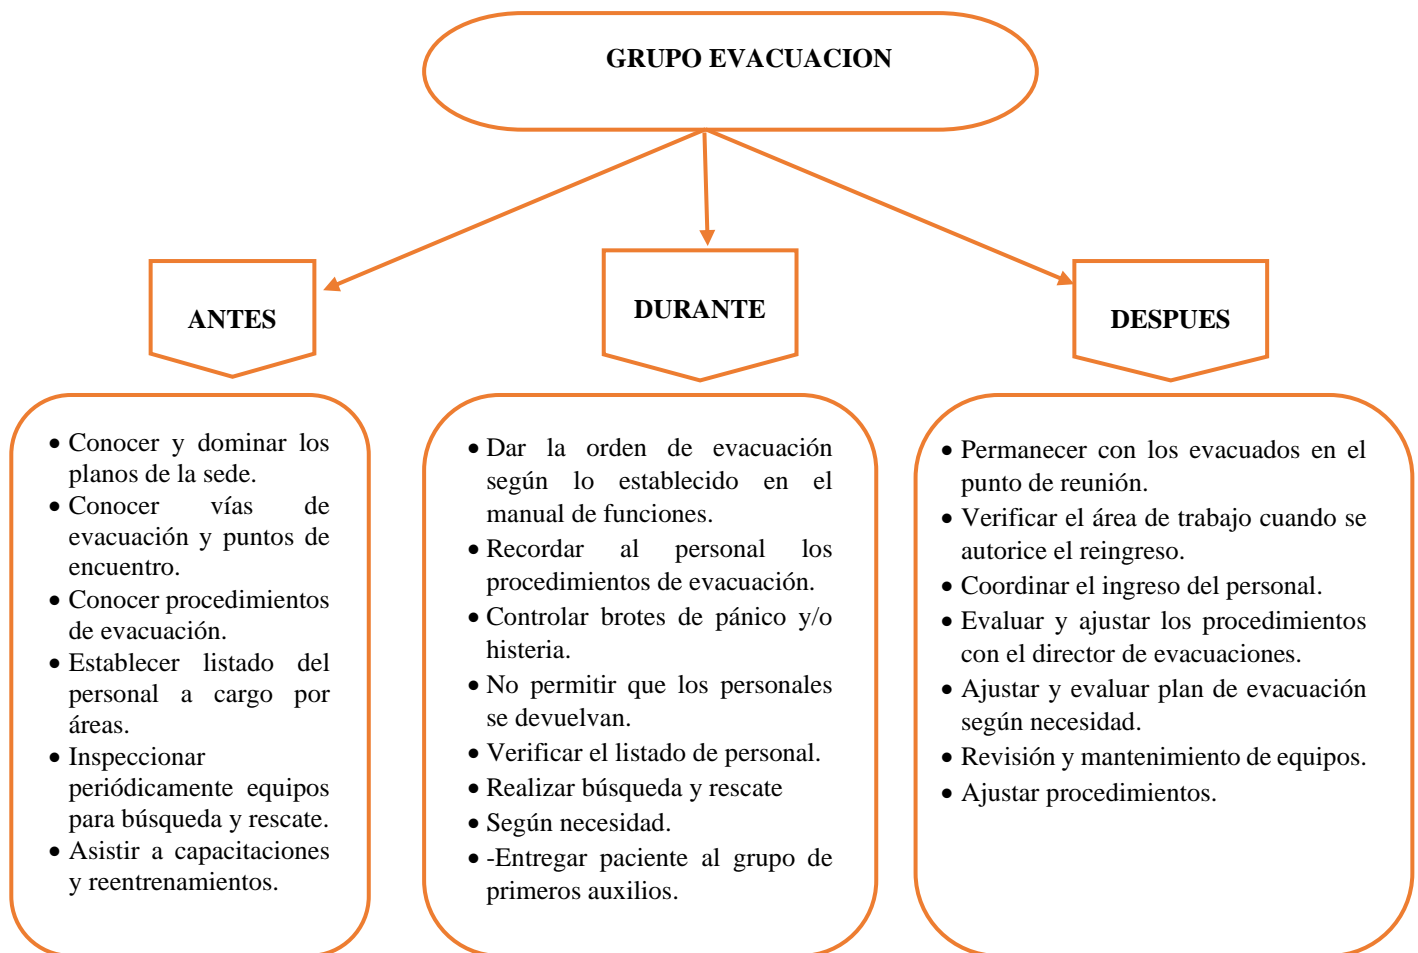 GRUPO EVACUACION
ANTES
DURANTE
DESPUES
• Conocer y dominar los
planos de la sede.
• Conocer vías de
evacuación y puntos de
encuentro.
• Conocer procedimientos
de evacuación.
• Establecer listado del
personal a cargo por
áreas.
• Inspeccionar
periódicamente equipos
para búsqueda y rescate.
• Asistir a capacitaciones
y reentrenamientos.
• Dar la orden de evacuación
según lo establecido en el
manual de funciones.
• Recordar al personal los
procedimientos de evacuación.
• Controlar brotes de pánico y/o
histeria.
• No permitir que los personales
se devuelvan.
• Verificar el listado de personal.
• Realizar búsqueda y rescate
• Según necesidad.
• -Entregar paciente al grupo de
primeros auxilios.
• Permanecer con los evacuados en el
punto de reunión.
• Verificar el área de trabajo cuando se
autorice el reingreso.
• Coordinar el ingreso del personal.
• Evaluar y ajustar los procedimientos
con el director de evacuaciones.
• Ajustar y evaluar plan de evacuación
según necesidad.
• Revisión y mantenimiento de equipos.
• Ajustar procedimientos.